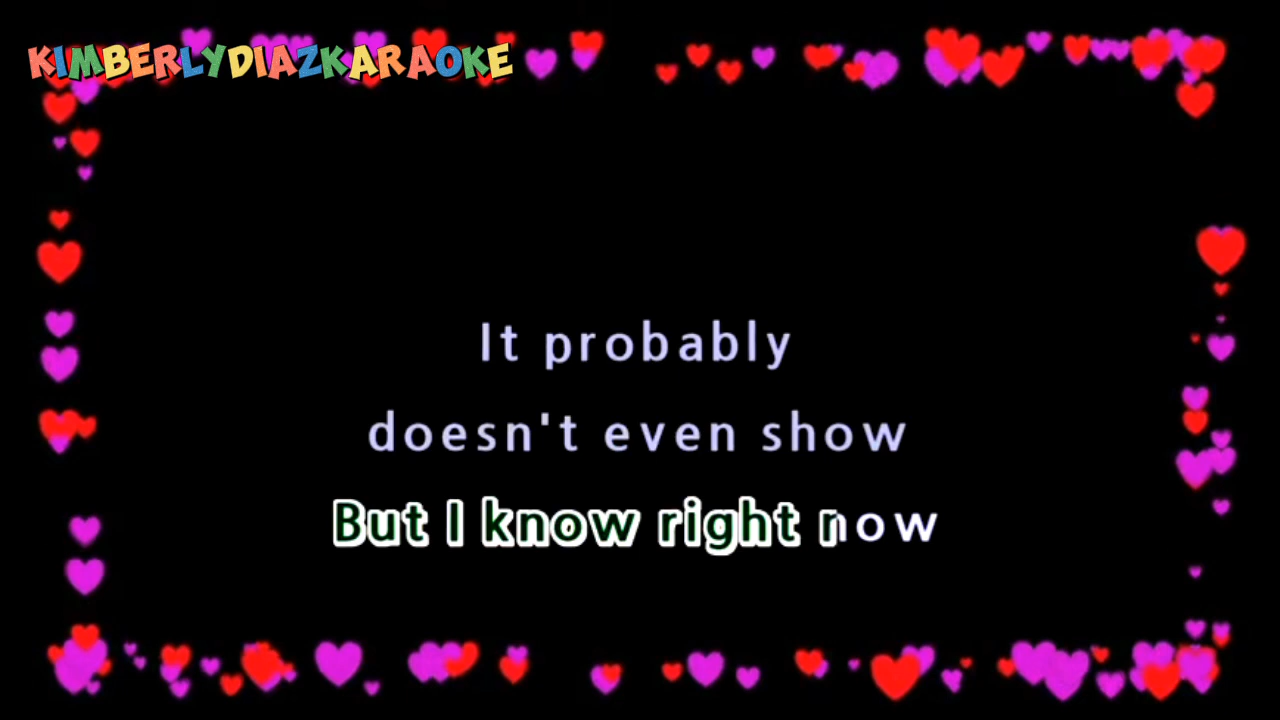 KIMBERLYDIAZKARAOKE
It probably
doesn't even show
But I know right now